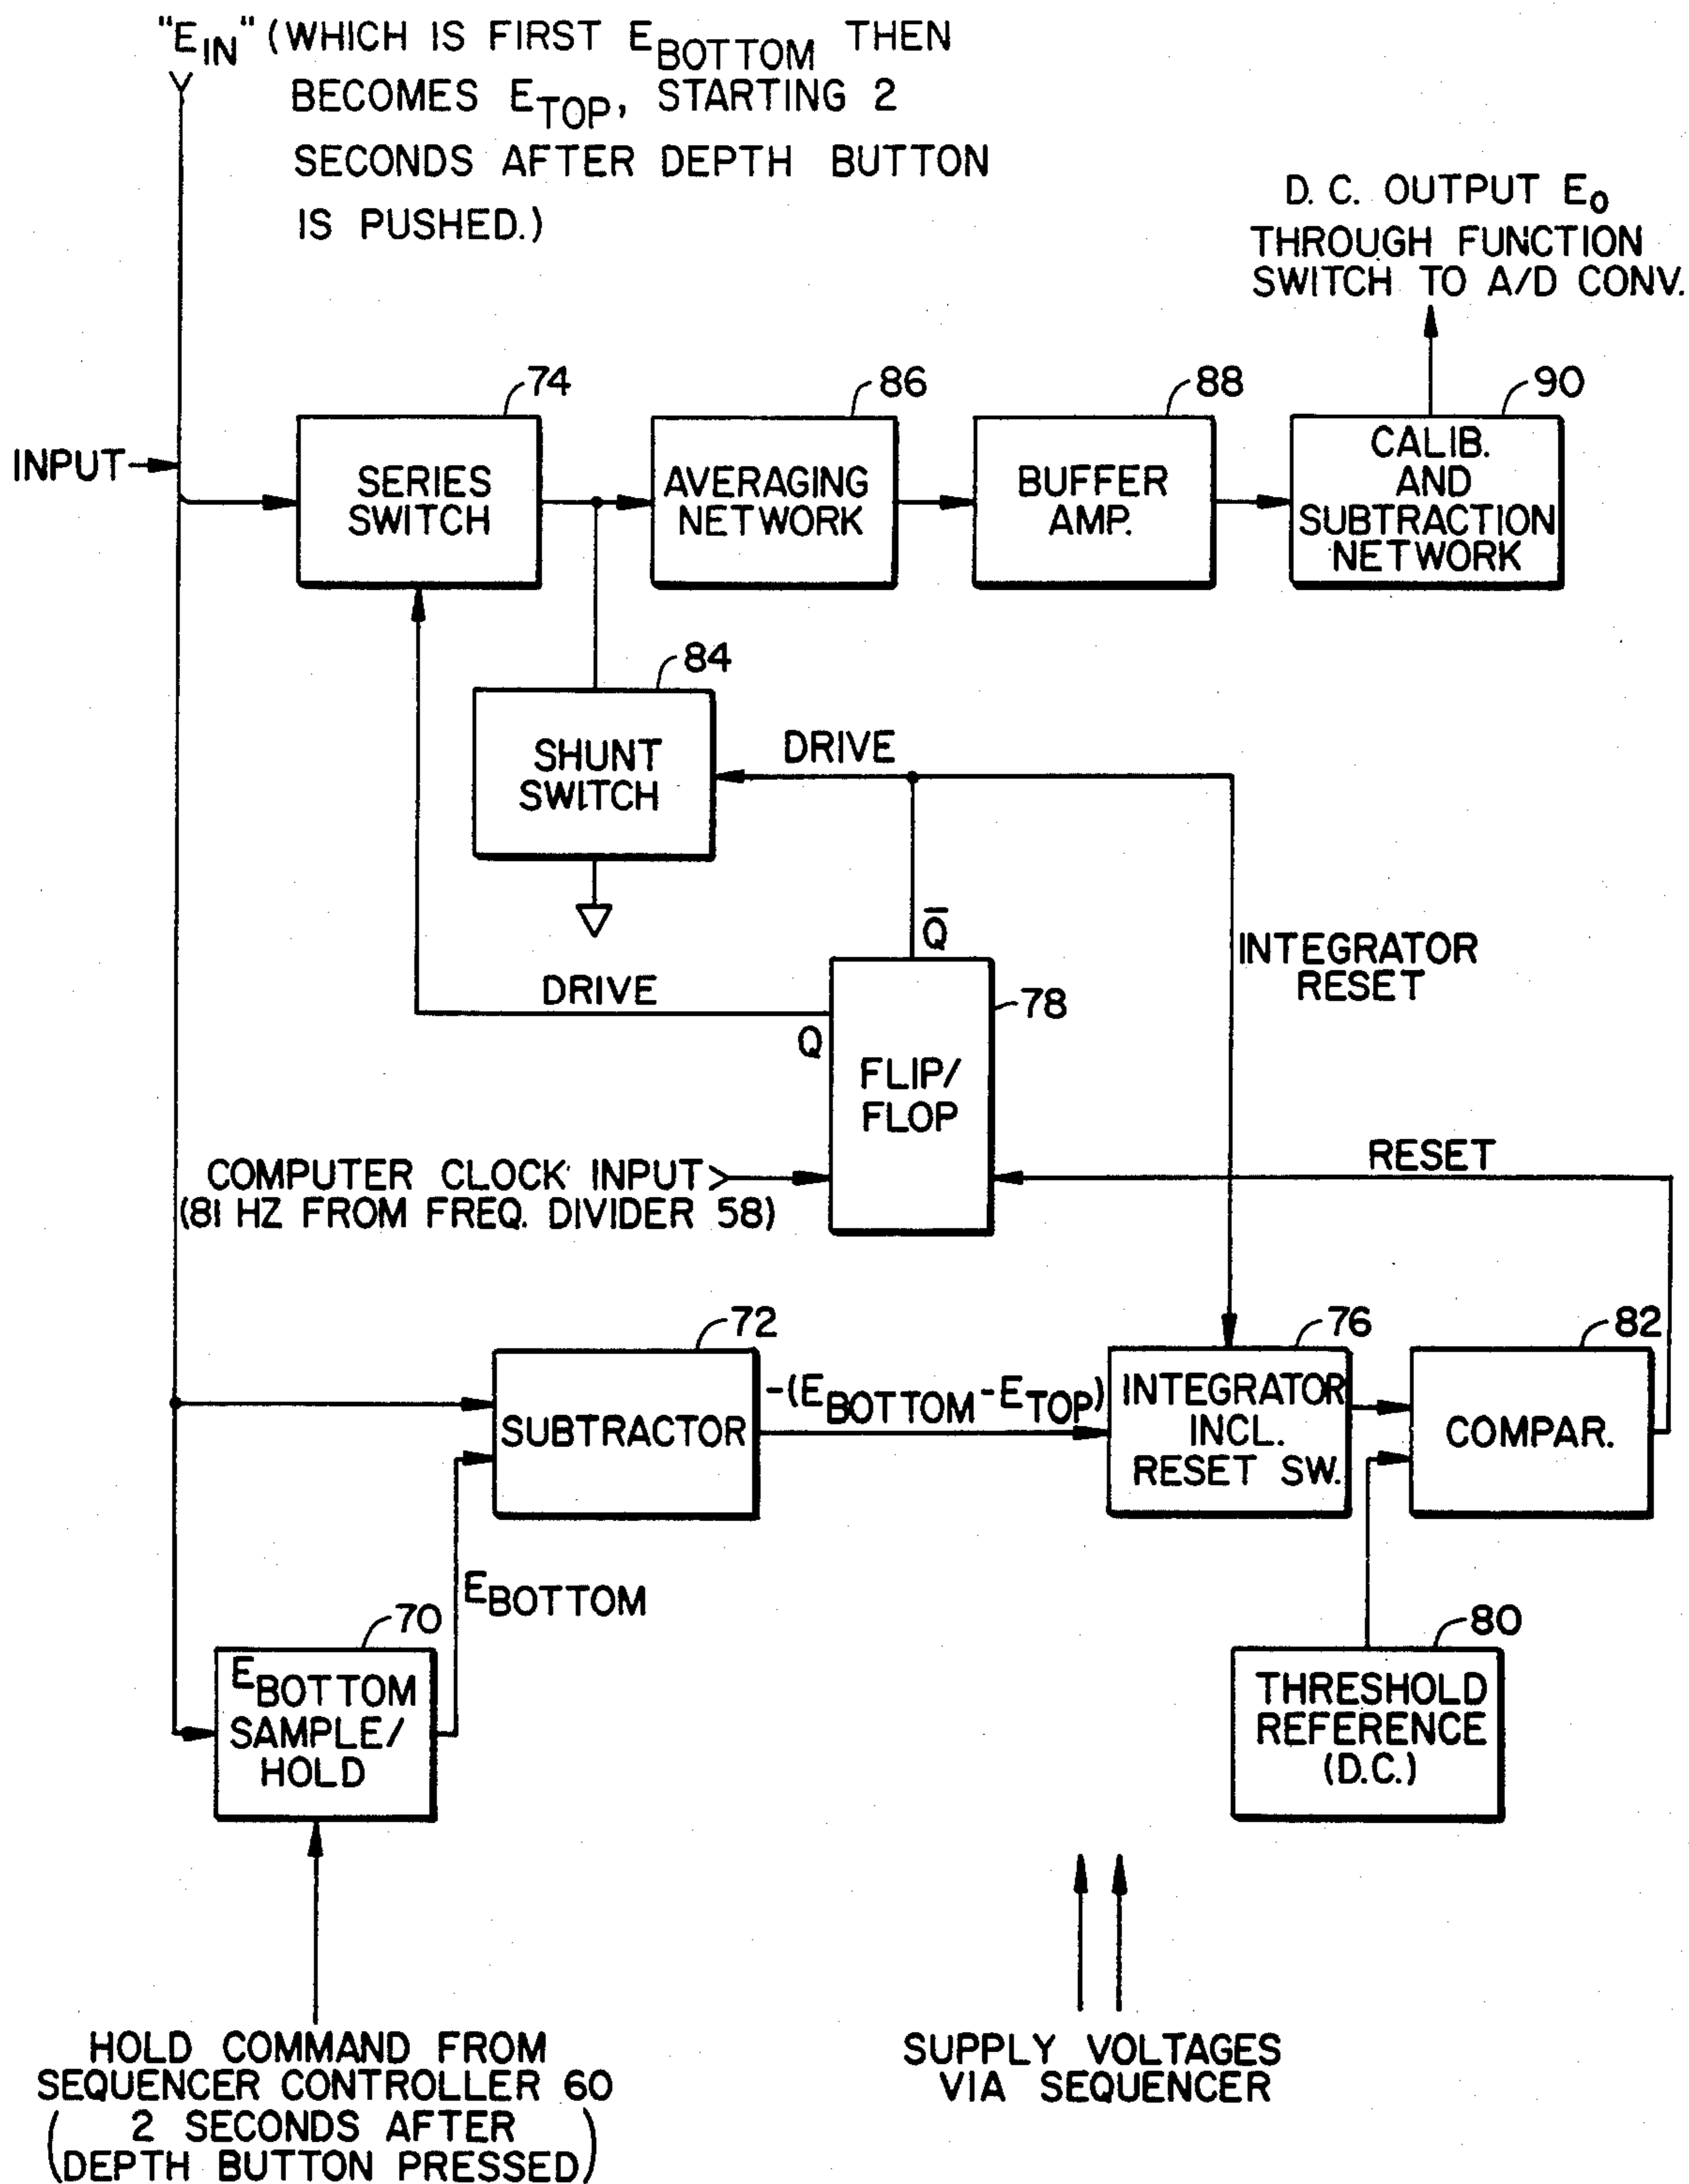 "EIN" (WHICH IS FIRST EBOTTOM THEN
BECOMES ETOP, STARTING 2
SECONDS AFTER DEPTH BUTTON
IS PUSHED.)
D. C. OUTPUT E0
THROUGH FUNCTION
SWITCH TO A/D CONV.
INPUT
74
SERIES
SWITCH
86
AVERAGING
NETWORK
88
BUFFER
AMP.
90
CALIB.
AND
SUBTRACTION
NETWORK
84
SHUNT
SWITCH
DRIVE
Q̅
INTEGRATOR
RESET
DRIVE
Q
78
FLIP/
FLOP
RESET
COMPUTER CLOCK INPUT
(81 HZ FROM FREQ. DIVIDER 58)
72
SUBTRACTOR
-(EBOTTOM-ETOP)
76
INTEGRATOR
INCL.
RESET SW.
82
COMPAR.
EBOTTOM
70
EBOTTOM
SAMPLE/
HOLD
80
THRESHOLD
REFERENCE
(D.C.)
HOLD COMMAND FROM
SEQUENCER CONTROLLER 60
(2 SECONDS AFTER
DEPTH BUTTON PRESSED)
SUPPLY VOLTAGES
VIA SEQUENCER